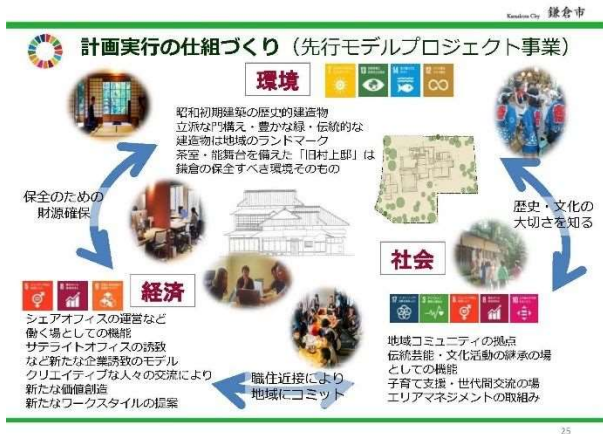 Kamakura City 鎌倉市
計画実行の仕組づくり（先行モデルプロジェクト事業）
環境
昭和初期建築の歴史的建造物
立派な門構え・豊かな緑・伝統的な
建造物は地域のランドマーク
茶室・能舞台を備えた「旧村上邸」は
鎌倉の保全すべき環境そのもの
保全のための
財源確保
歴史・文化の
大切さを知る
社会
経済
シェアオフィスの運営など
働く場としての機能
サテライトオフィスの誘致
など新たな企業誘致のモデル
クリエイティブな人々の交流により
新たな価値創造
新たなワークスタイルの提案
職住近接により
地域にコミット
地域コミュニティの拠点
伝統芸能・文化活動の継承の場
としての機能
子育て支援・世代間交流の場
エリアマネジメントの取組み
25